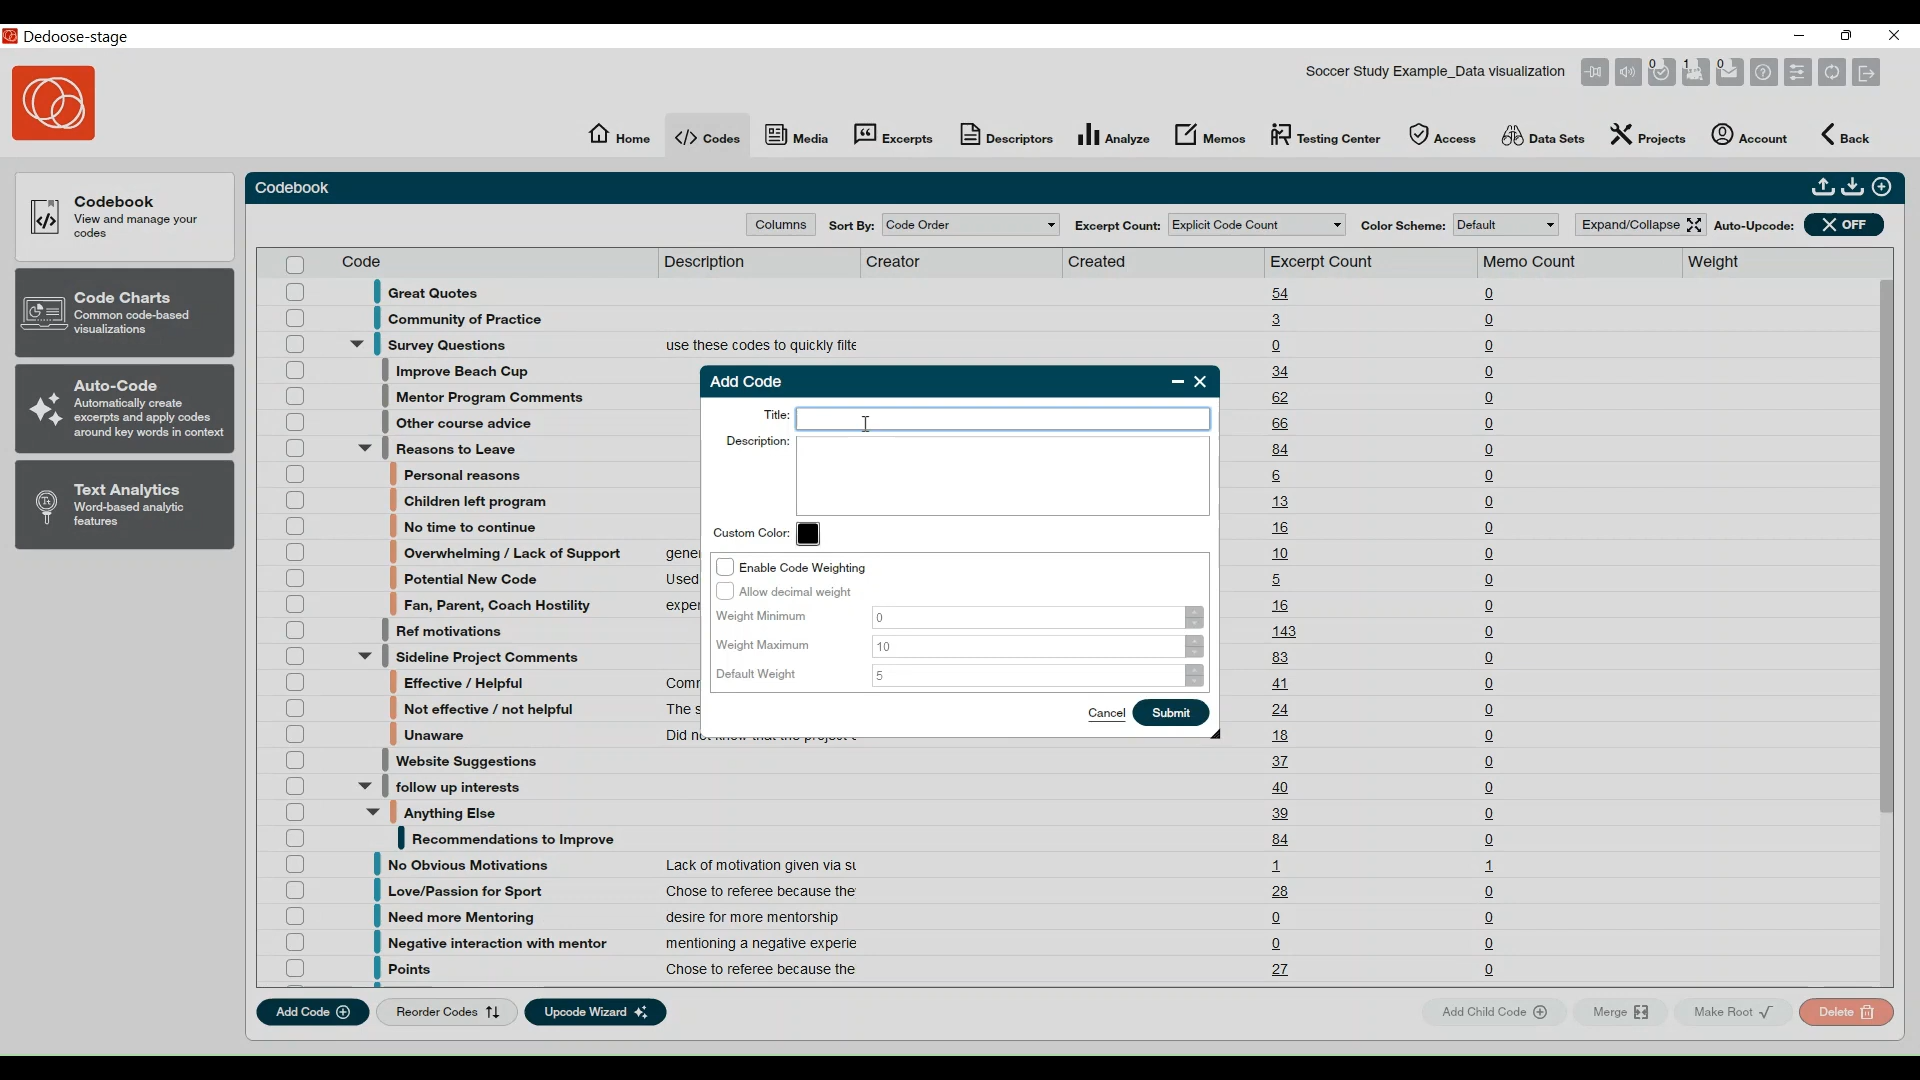 Dedoose-stage
Soccer Study Example_Data visualization
0
1
0
Home
Codes
Media
Excerpts
Descriptors
Analyze
Memos
Testing Center
Access
Data Sets
Projects
Account
Back
Codebook
View and manage your
codes
Code Charts
Common code-based
visualizations
Auto-Code
Automatically create
excerpts and apply codes
around key words in context
Text Analytics
Word-based analytic
features
Codebook
Columns Sort By: Code Order Excerpt Count: Explicit Code Count Color Scheme: Default Expand/Collapse Auto-Upcode: OFF
Code Description Creator Created Excerpt Count Memo Count Weight
Great Quotes 54 0
Community of Practice 3 0
Survey Questions use these codes to quickly filte 0 0
Improve Beach Cup 34 0
Mentor Program Comments 62 0
Other course advice 66 0
Reasons to Leave 84 0
Personal reasons 6 0
Children left program 13 0
No time to continue 16 0
Overwhelming / Lack of Support gene 10 0
Potential New Code Used 5 0
Fan, Parent, Coach Hostility expe 16 0
Ref motivations 143 0
Sideline Project Comments 83 0
Effective / Helpful Com 41 0
Not effective / not helpful The s 24 0
Unaware Did 18 0
Website Suggestions 37 0
follow up interests 40 0
Anything Else 39 0
Recommendations to Improve 84 0
No Obvious Motivations Lack of motivation given via su 1 1
Love/Passion for Sport Chose to referee because the 28 0
Need more Mentoring desire for more mentorship 0 0
Negative interaction with mentor mentioning a negative experie 0 0
Points Chose to referee because the 27 0
Add Code
Title:
Description:
Custom Color:
Enable Code Weighting
Allow decimal weight
Weight Minimum 0
Weight Maximum 10
Default Weight 5
Cancel Submit
Add Code Reorder Codes Upcode Wizard Add Child Code Merge Make Root Delete